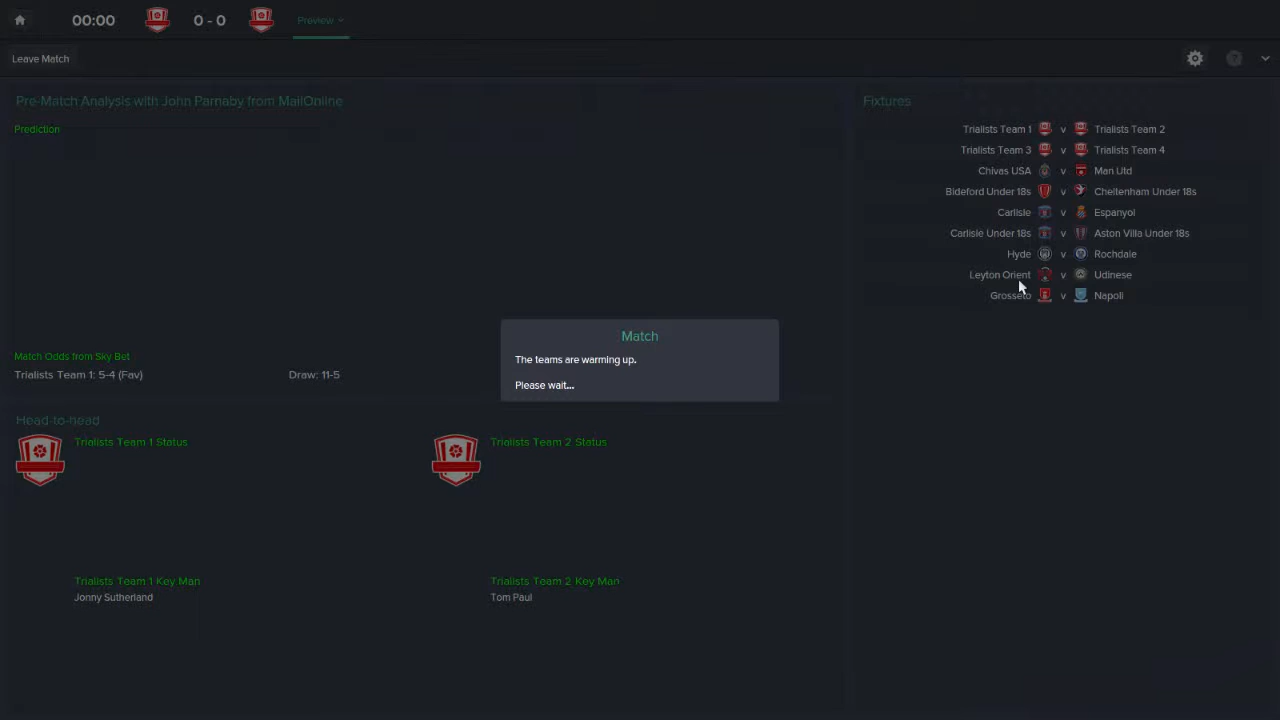 00:00 0 - 0 Preview
Leave Match
?
Pre-Match Analysis with John Parnaby from MailOnline
Prediction
Match Odds from Sky Bet
Trialists Team 1: 5-4 (Fav) Draw: 11-5
Head-to-head
Trialists Team 1 Status Trialists Team 2 Status
Trialists Team 1 Key Man Trialists Team 2 Key Man
Jonny Sutherland Tom Paul
Match
The teams are warming up.
Please wait...
Fixtures
Trialists Team 1 v Trialists Team 2
Trialists Team 3 v Trialists Team 4
Chivas USA v Man Utd
Bideford Under 18s v Cheltenham Under 18s
Carlisle v Espanyol
Carlisle Under 18s v Aston Villa Under 18s
Hyde v Rochdale
Leyton Orient v Udinese
Grosseto v Napoli